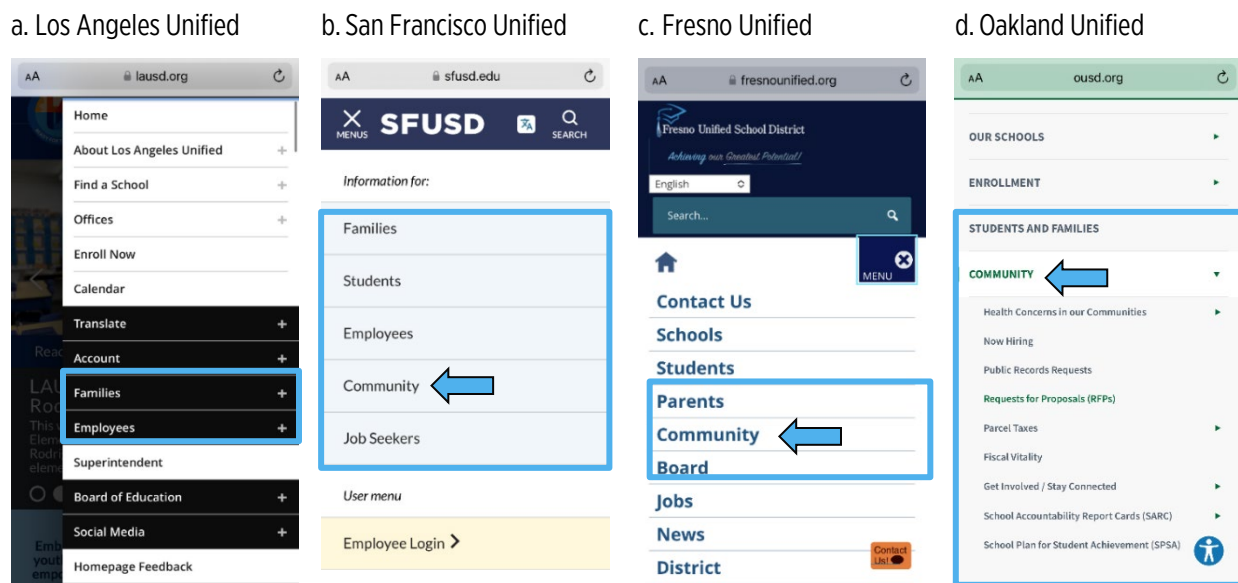 a. Los Angeles Unified
AA lausd.org
Home
About Los Angeles Unified +
Find a School +
Offices +
Enroll Now
Calendar
Translate +
Account +
Families +
Employees +
Superintendent
Board of Education +
Social Media +
Homepage Feedback
b. San Francisco Unified
AA sfusd.edu
MENUS SFUSD SEARCH
Information for:
Families
Students
Employees
Community
Job Seekers
User menu
Employee Login >
c. Fresno Unified
AA fresnounified.org
Fresno Unified School District
Achieving our Greatest Potential!
English
Search...
MENU
Contact Us
Schools
Students
Parents
Community
Board
Jobs
News
District
Contact
Us!
d. Oakland Unified
AA ousd.org
OUR SCHOOLS
ENROLLMENT
STUDENTS AND FAMILIES
COMMUNITY
Health Concerns in our Communities
Now Hiring
Public Records Requests
Requests for Proposals (RFPs)
Parcel Taxes
Fiscal Vitality
Get Involved / Stay Connected
School Accountability Report Cards (SARC)
School Plan for Student Achievement (SPSA)